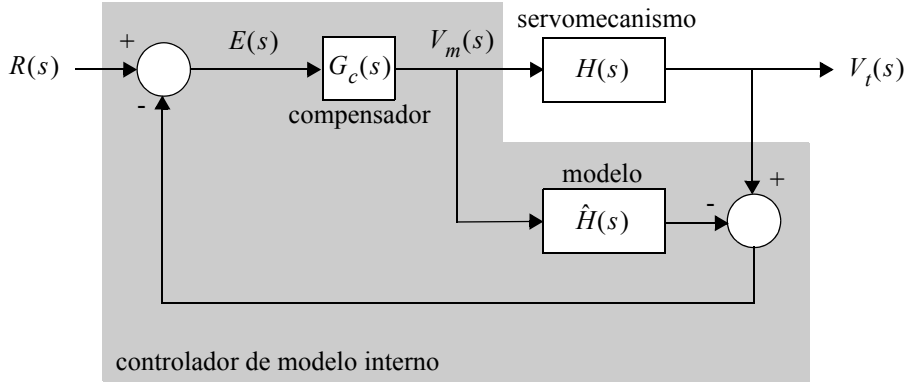 servomecanismo
+
E(s)
V_m(s)
R(s)
G_c(s)
H(s)
V_t(s)
-
compensador
modelo
+
-
Ĥ(s)
controlador de modelo interno